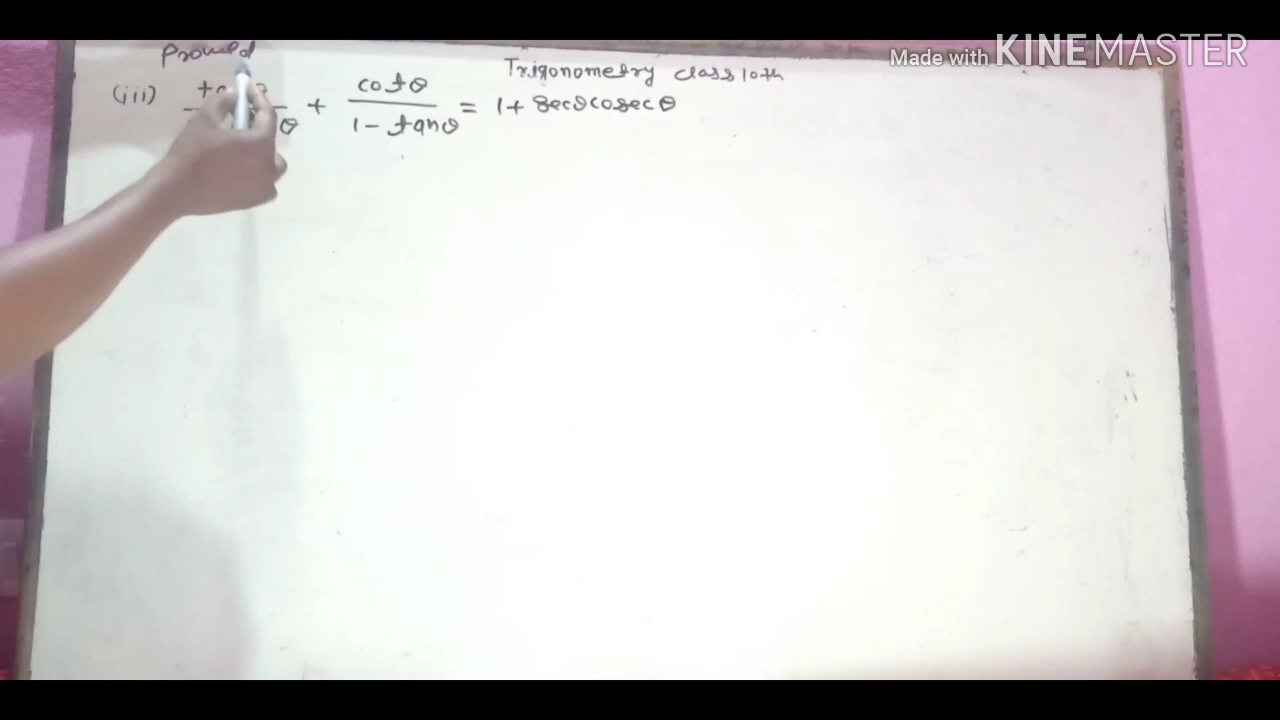 Made with KINEMASTER
Proved
Trigonometry class 10th
(iii) θ + cotθ / 1 - tanθ = 1 + secθcosecθ